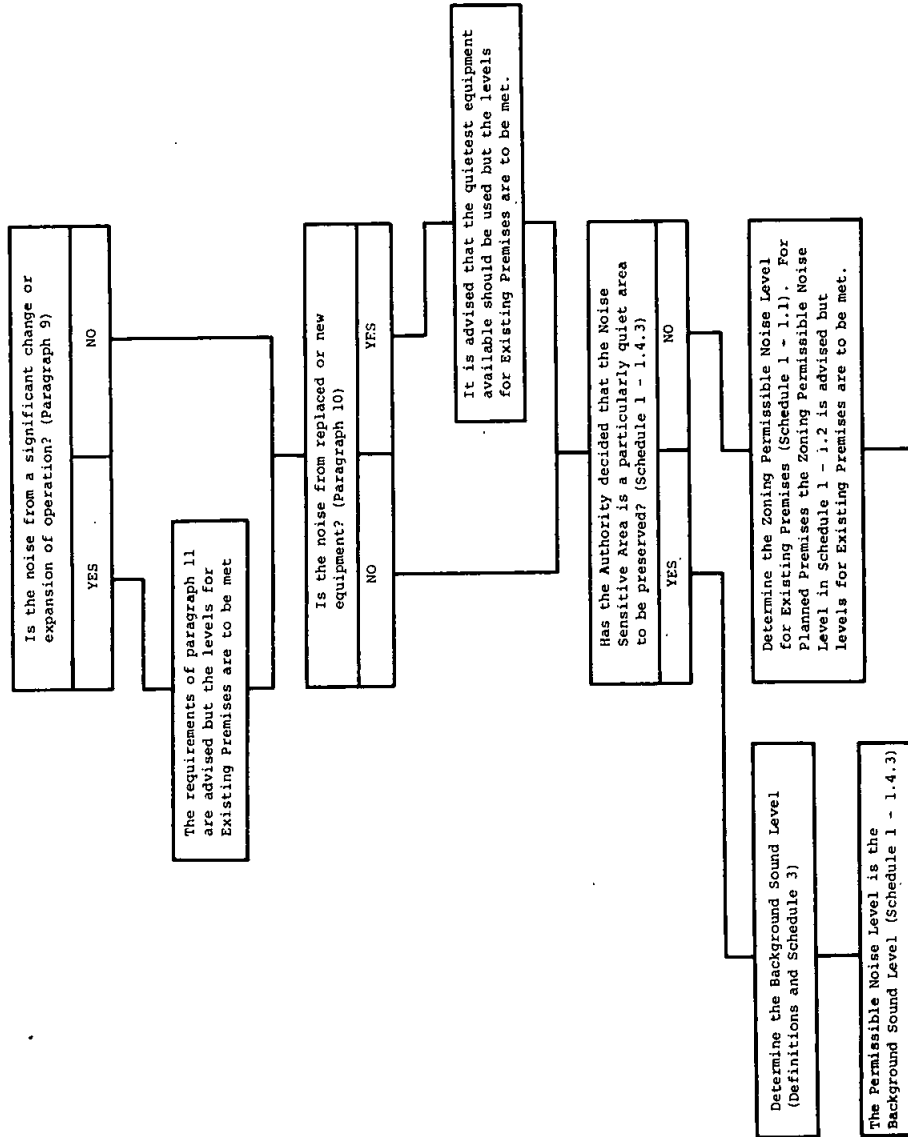 Is the noise from a significant change or
expansion of operation? (Paragraph 9)
YES
NO
The requirements of paragraph 11
are advised but the levels for
Existing Premises are to be met
Is the noise from replaced or new
equipment? (Paragraph 10)
NO
YES
It is advised that the quietest equipment
available should be used but the levels
for Existing Premises are to be met.
Has the Authority decided that the Noise
Sensitive Area is a particularly quiet area
to be preserved? (Schedule 1 - 1.4.3)
YES.
NO
Determine the Background Sound Level
(Definitions and Schedule 3)
The Permissible Noise Level is the
Background Sound Level (Schedule 1 - 1.4.3)
Determine the Zoning Permissible Noise Level
for Existing Premises (Schedule 1 - 1.1). For
Planned Premises the Zoning Permissible Noise
Level in Schedule 1 - i.2 is advised but
levels for Existing Premises are to be met.